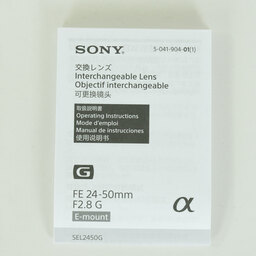 SONY
5-041-904-01(1)
交換レンズ
Interchangeable Lens
Objectif interchangeable
可更换镜头
取扱説明書
Operating Instructions
Mode d'emploi
Manual de instrucciones
使用说明书
G
FE 24-50mm
F2.8 G
E-mount
α
SEL2450G